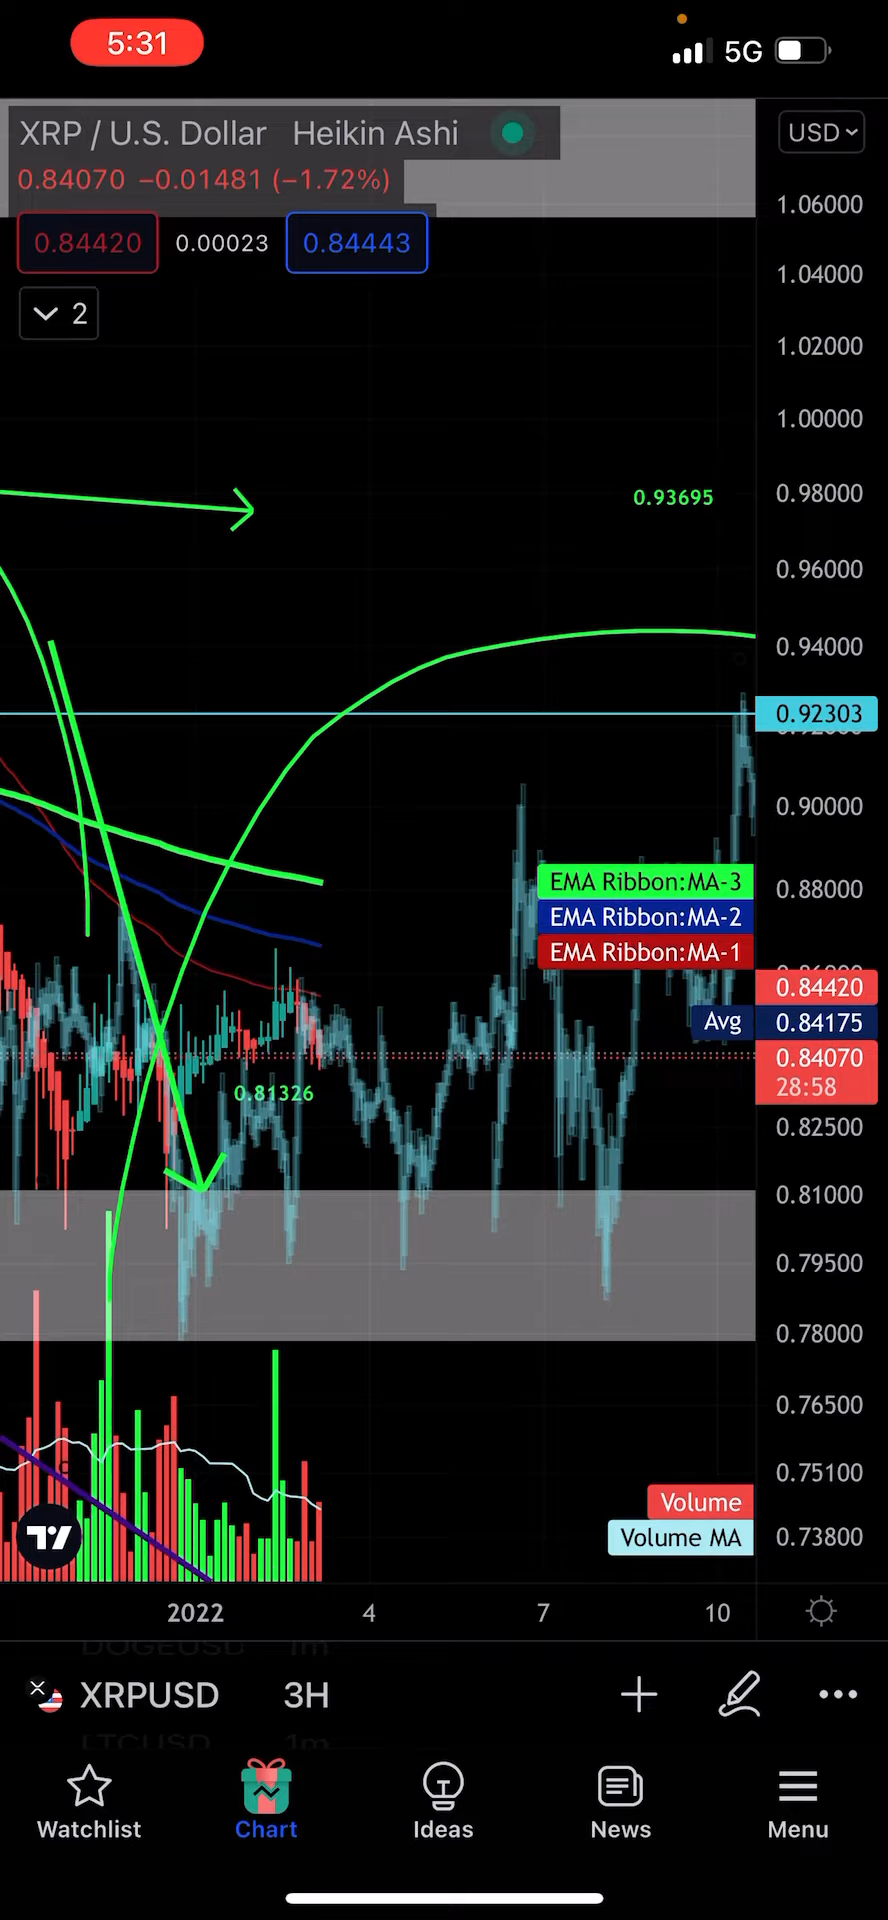 5:31
5G
XRP / U.S. Dollar Heikin Ashi
USD
0.84070 −0.01481 (−1.72%)
1.06000
0.84420 0.00023 0.84443
1.04000
2
1.02000
1.00000
0.98000
0.93695
0.96000
0.94000
0.92303
0.90000
EMA Ribbon:MA-3
0.88000
EMA Ribbon:MA-2
EMA Ribbon:MA-1
0.84420
Avg 0.84175
0.84070
28:58
0.81326
0.82500
0.81000
0.79500
0.78000
0.76500
0.75100
Volume
Volume MA
0.73800
2022 4 7 10
DOGEUSD 1m
XRPUSD 3H
LTCUSD 1m
Watchlist Chart Ideas News Menu